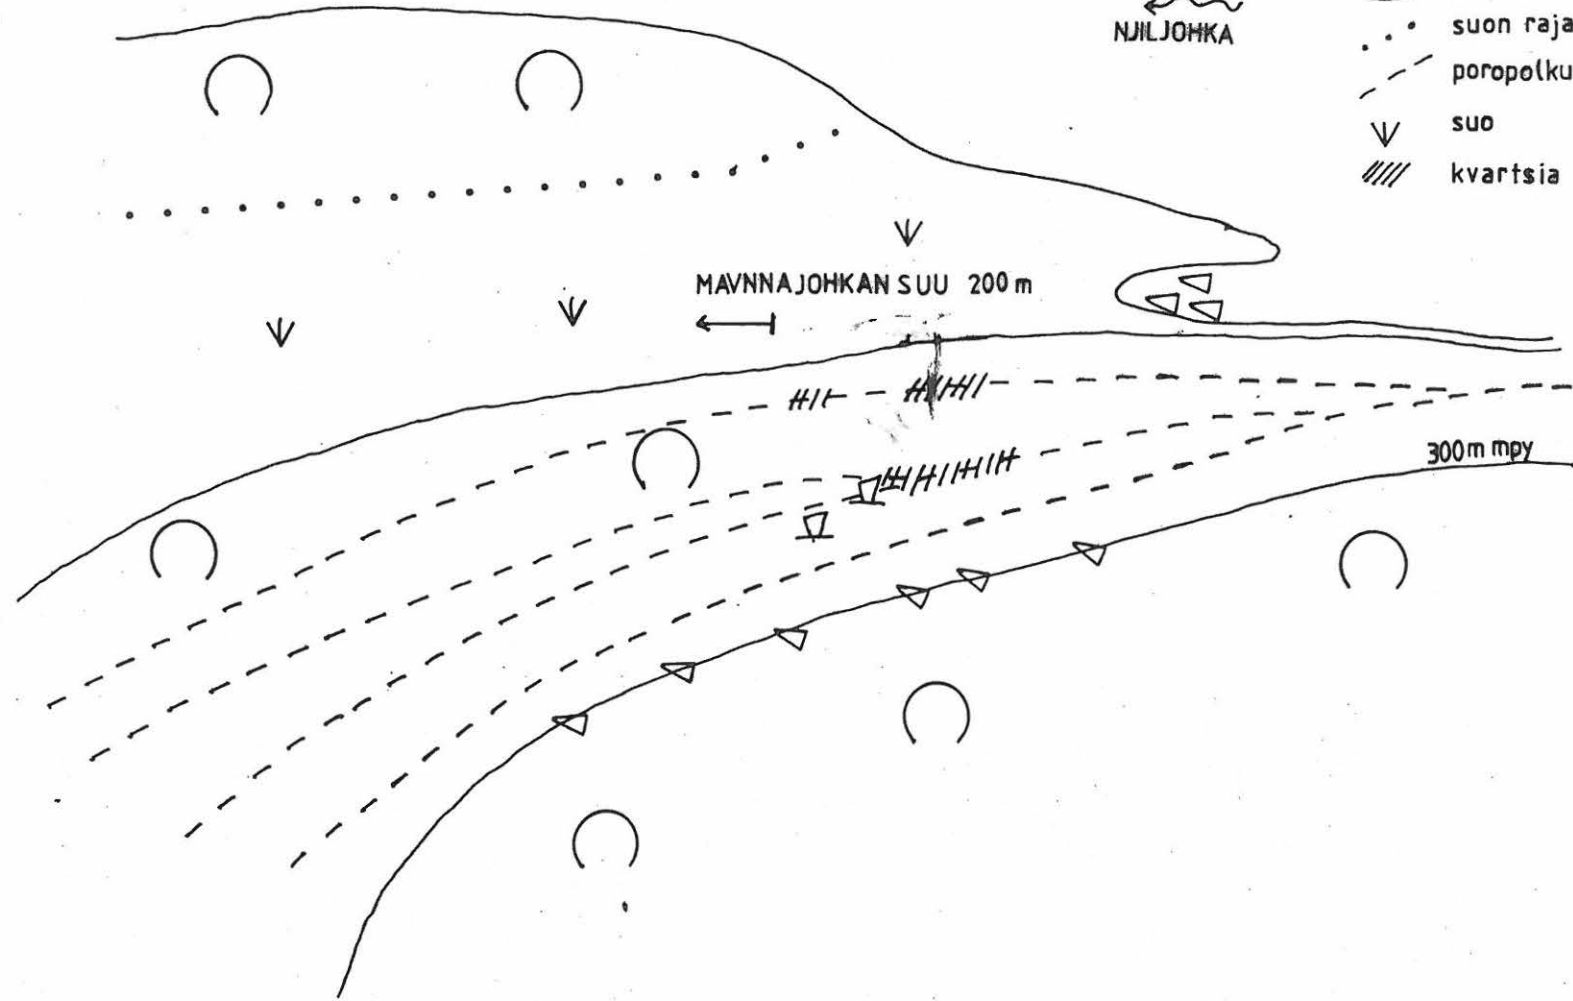 NJILJOHKA
suon raja
poropolku
suo
kvartsia
MAVNNAJOHKAN SUU 200 m
300 m mpy